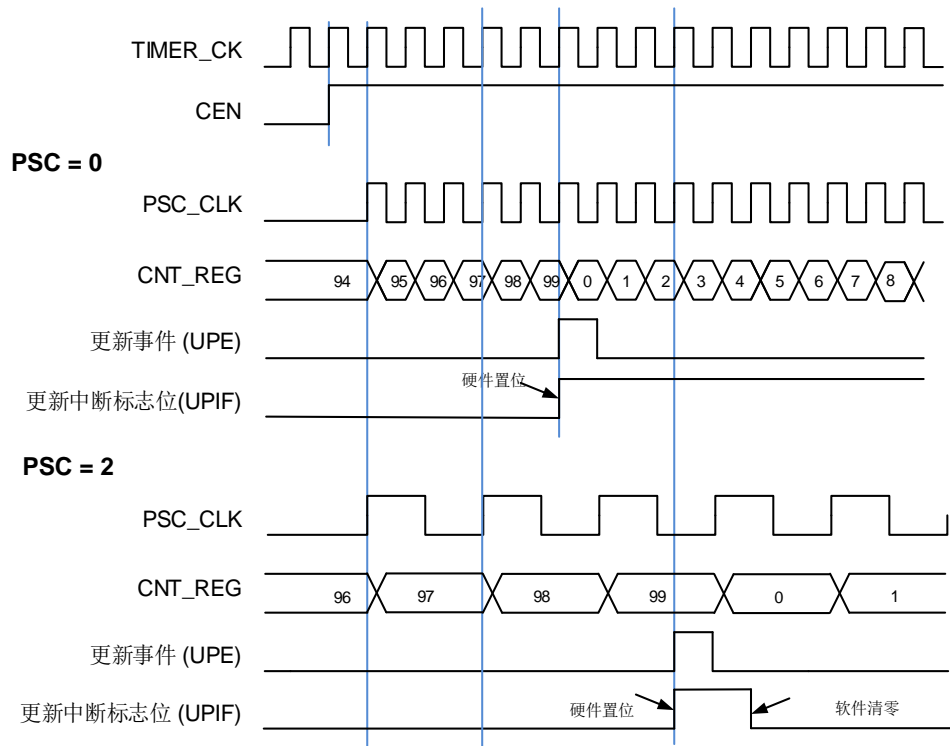 TIMER_CK
CEN
PSC = 0
PSC_CLK
CNT_REG 94 95 96 97 98 99 0 1 2 3 4 5 6 7 8
更新事件 (UPE)
硬件置位
更新中断标志位(UPIF)
PSC = 2
PSC_CLK
CNT_REG 96 97 98 99 0 1
更新事件 (UPE)
更新中断标志位 (UPIF) 硬件置位 软件清零